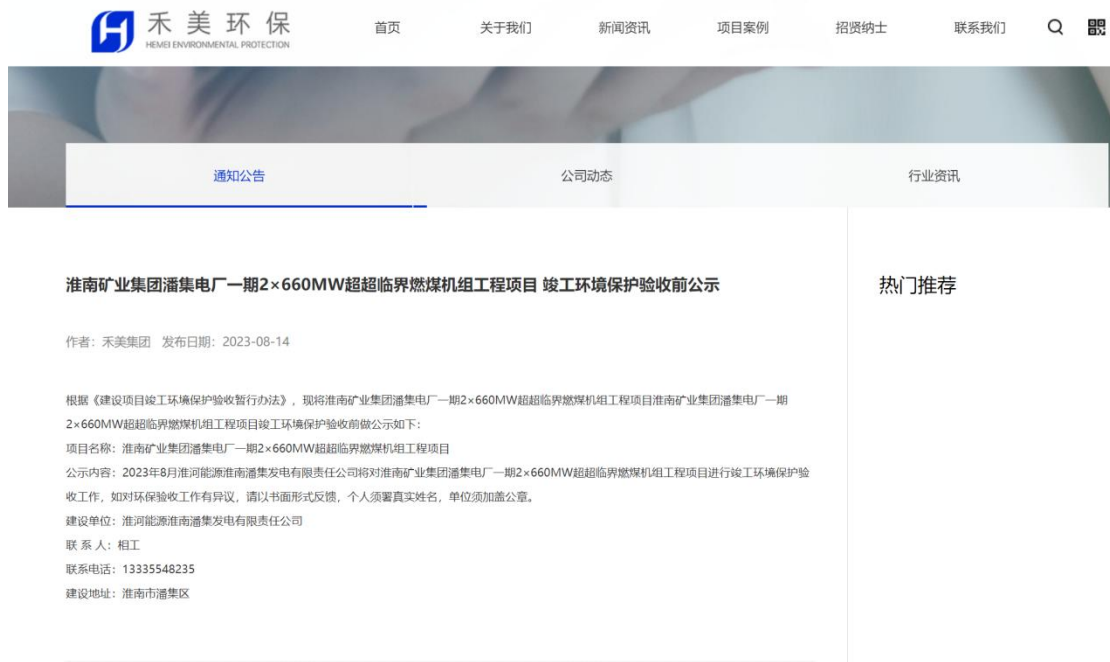 禾美环保
HEMEI ENVIRONMENTAL PROTECTION
首页 关于我们 新闻资讯 项目案例 招贤纳士 联系我们
通知公告 公司动态 行业资讯
淮南矿业集团潘集电厂一期2×660MW超超临界燃煤机组工程项目 竣工环境保护验收前公示
热门推荐
作者：禾美集团 发布日期：2023-08-14
根据《建设项目竣工环境保护验收暂行办法》，现将淮南矿业集团潘集电厂一期2×660MW超超临界燃煤机组工程项目淮南矿业集团潘集电厂一期
2×660MW超超临界燃煤机组工程项目竣工环境保护验收前做公示如下：
项目名称：淮南矿业集团潘集电厂一期2×660MW超超临界燃煤机组工程项目
公示内容：2023年8月淮河能源淮南潘集发电有限责任公司将对淮南矿业集团潘集电厂一期2×660MW超超临界燃煤机组工程项目进行竣工环境保护验
收工作，如对环保验收工作有异议，请以书面形式反馈，个人须署真实姓名，单位须加盖公章。
建设单位：淮河能源淮南潘集发电有限责任公司
联 系 人：相工
联系电话：13335548235
建设地址：淮南市潘集区